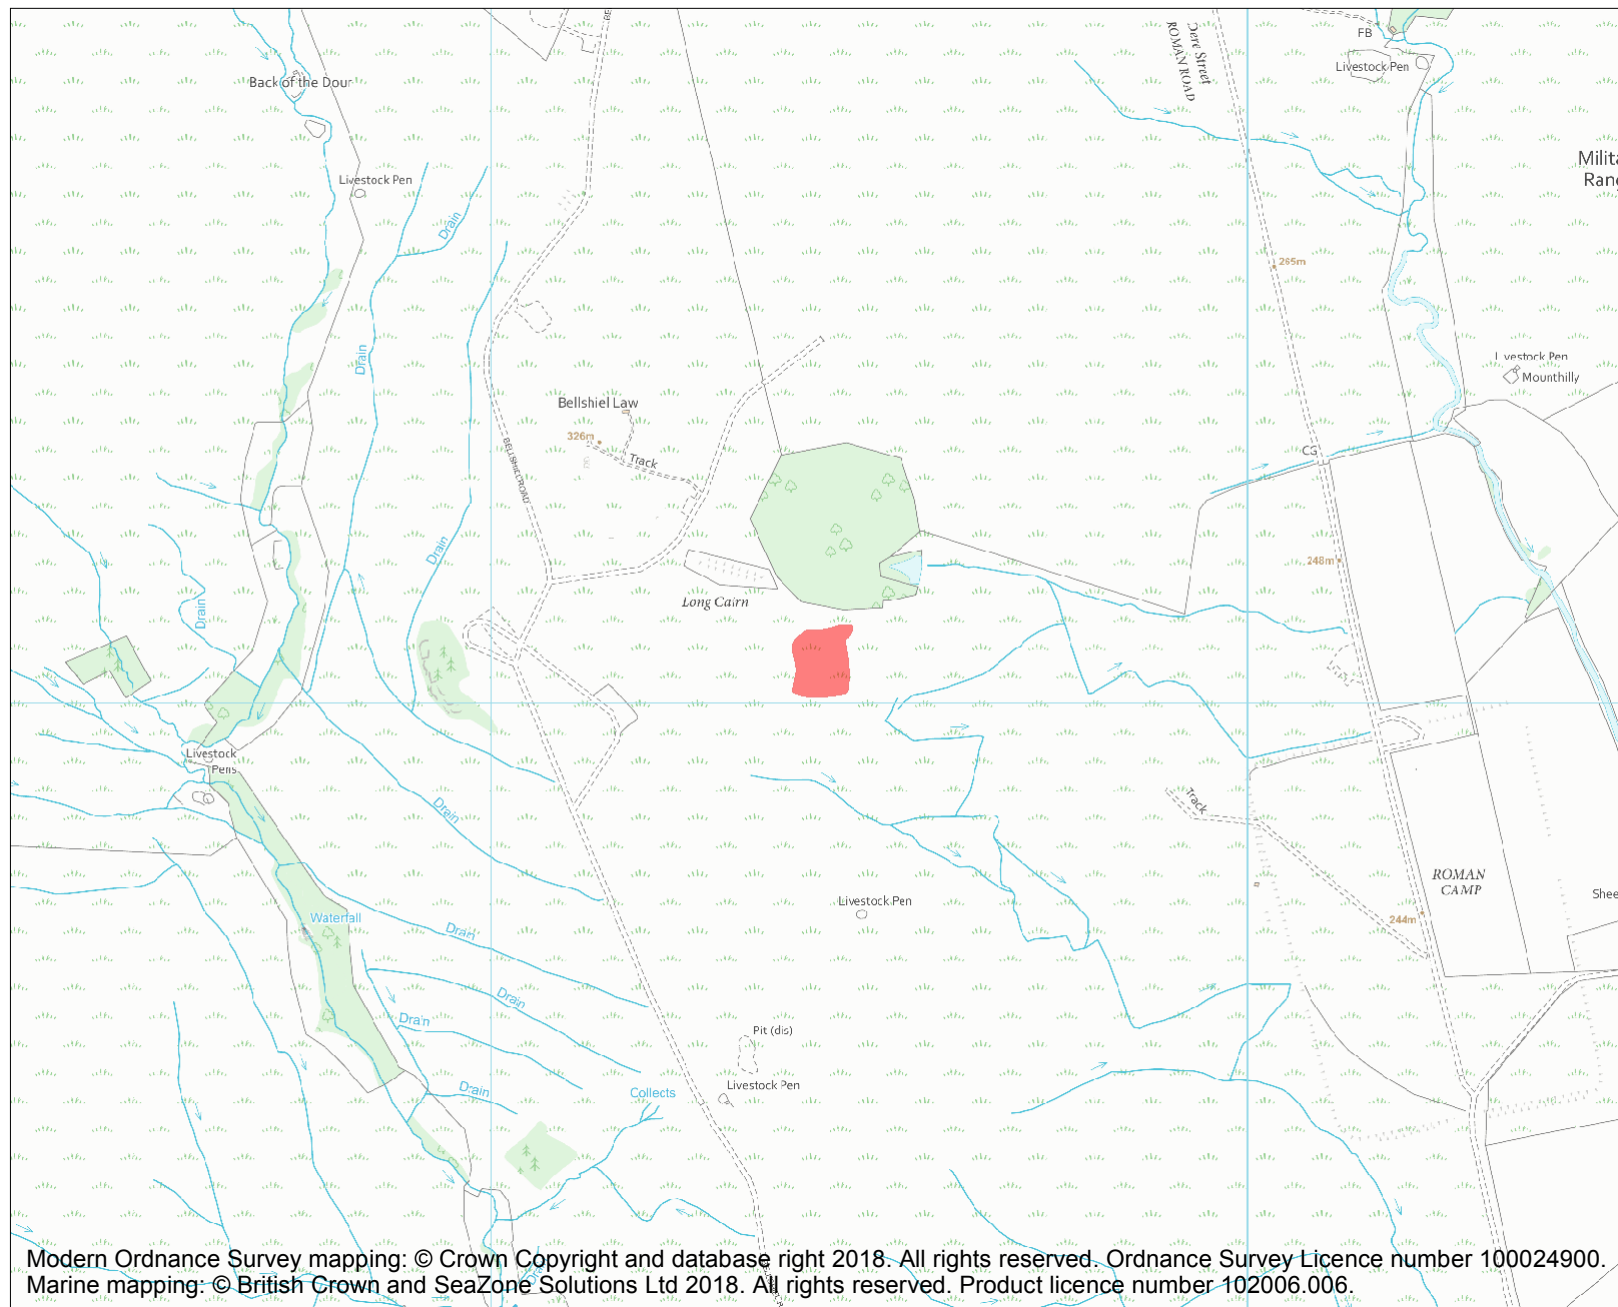 FB
Dere Street
ROMAN ROAD
Livestock Pen
Back of the Dour
Livestock Pen
Drain
265m
Drain
Livestock Pen
Mounthilly
Bellshiel Law
326m
Track
BELLSHIEL ROAD
CG
Drain
248m
Drain
Long Cairn
Livestock
Pens
Drain
Track
ROMAN
CAMP
Livestock Pen
244m
Waterfall
Drain
Drain
Drain
Pit (dis)
Livestock Pen
Drain
Collects
Drain
Modern Ordnance Survey mapping: © Crown Copyright and database right 2018. All rights reserved. Ordnance Survey Licence number 100024900.
Marine mapping: © British Crown and SeaZone Solutions Ltd 2018. All rights reserved. Product licence number 102006.006.